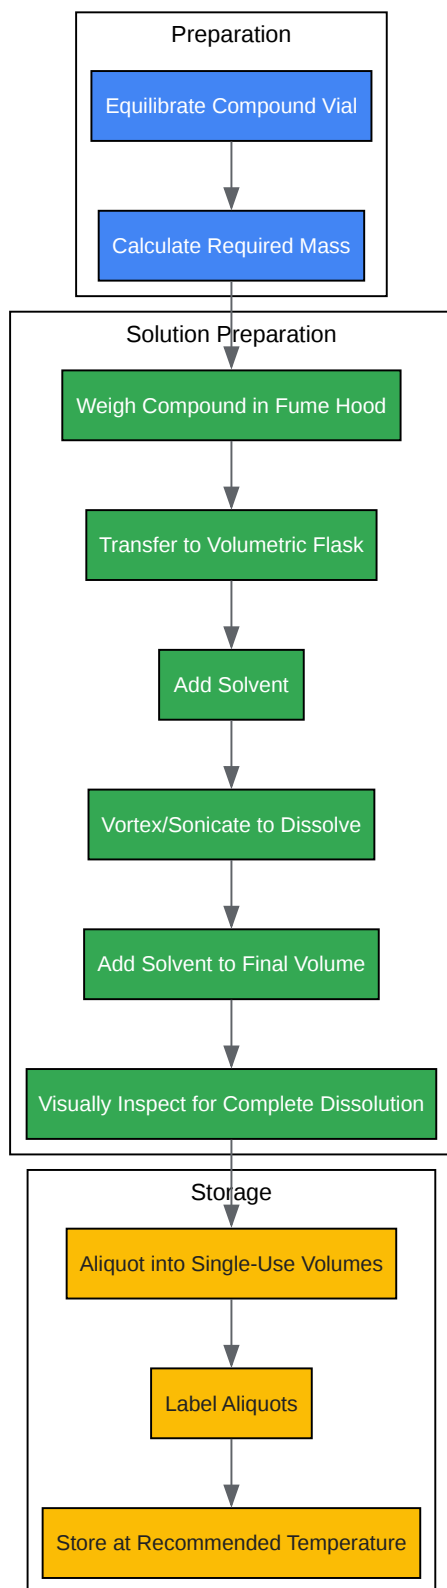 Preparation
Equilibrate Compound Vial
Calculate Required Mass
Solution Preparation
Weigh Compound in Fume Hood
Transfer to Volumetric Flask
Add Solvent
Vortex/Sonicate to Dissolve
Add Solvent to Final Volume
Visually Inspect for Complete Dissolution
Storage
Aliquot into Single-Use Volumes
Label Aliquots
Store at Recommended Temperature